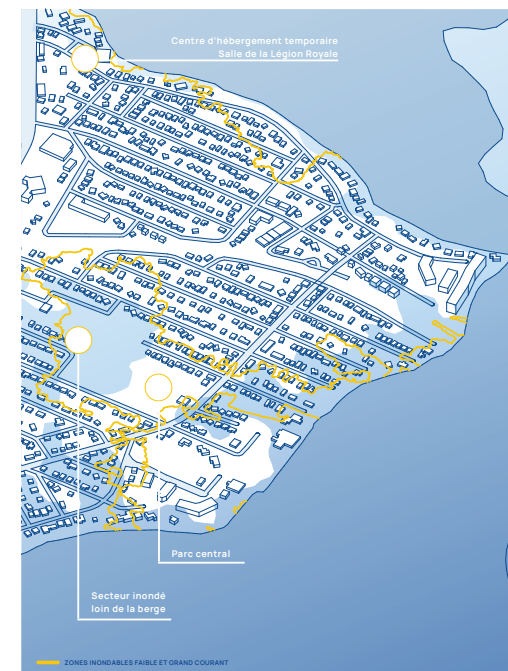 Centre d'hébergement temporaire
Salle de la Légion Royale
Parc central
Secteur inondé
loin de la berge
ZONES INONDABLES FAIBLE ET GRAND COURANT